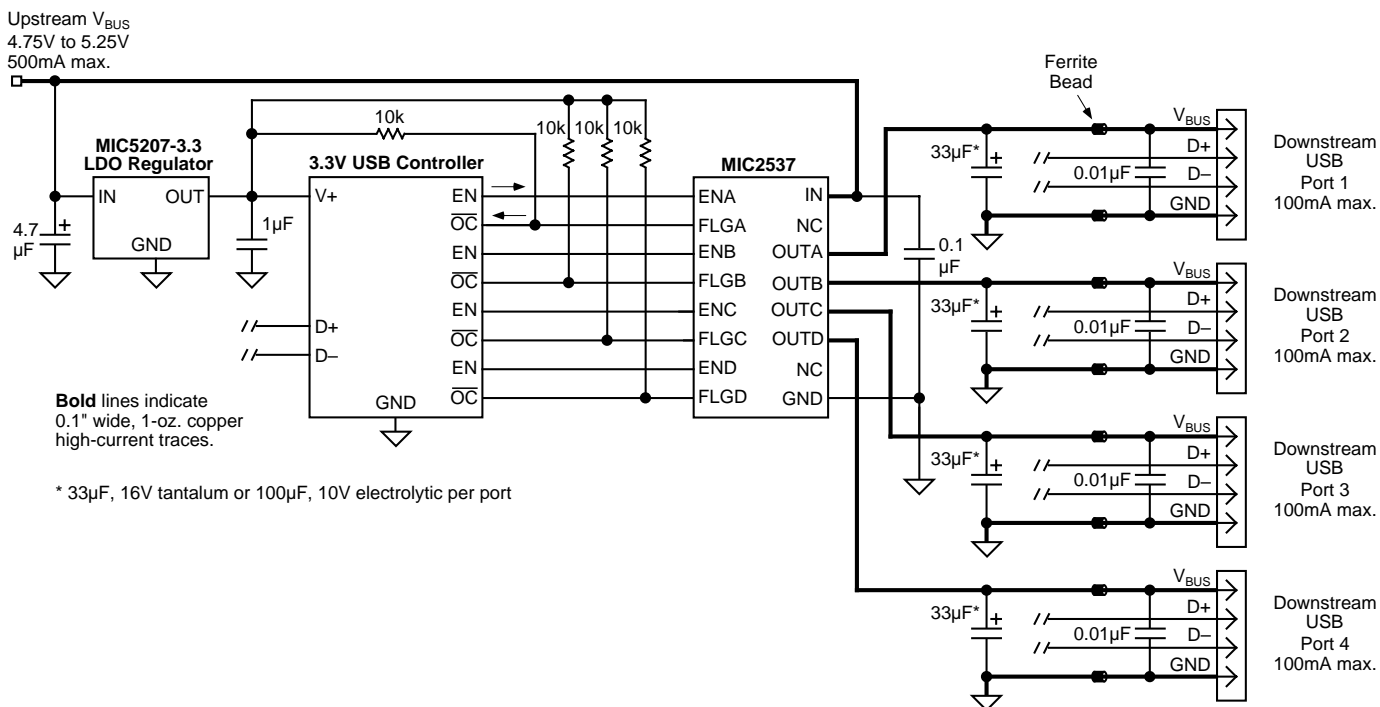 Upstream VBUS
4.75V to 5.25V
500mA max.
MIC5207-3.3
LDO Regulator
IN
OUT
GND
4.7
µF
+
1µF
10k
10k
10k
10k
3.3V USB Controller
V+
EN
OC
EN
OC
EN
OC
EN
OC
D+
D–
GND
MIC2537
ENA
FLGA
ENB
FLGB
ENC
FLGC
END
FLGD
IN
NC
OUTA
OUTB
OUTC
OUTD
NC
GND
0.1
µF
Ferrite
Bead
33µF*
+
0.01µF
VBUS
D+
D–
GND
Downstream
USB
Port 1
100mA max.
33µF*
+
0.01µF
VBUS
D+
D–
GND
Downstream
USB
Port 2
100mA max.
33µF*
+
0.01µF
VBUS
D+
D–
GND
Downstream
USB
Port 3
100mA max.
33µF*
+
0.01µF
VBUS
D+
D–
GND
Downstream
USB
Port 4
100mA max.
Bold lines indicate
0.1" wide, 1-oz. copper
high-current traces.
* 33µF, 16V tantalum or 100µF, 10V electrolytic per port